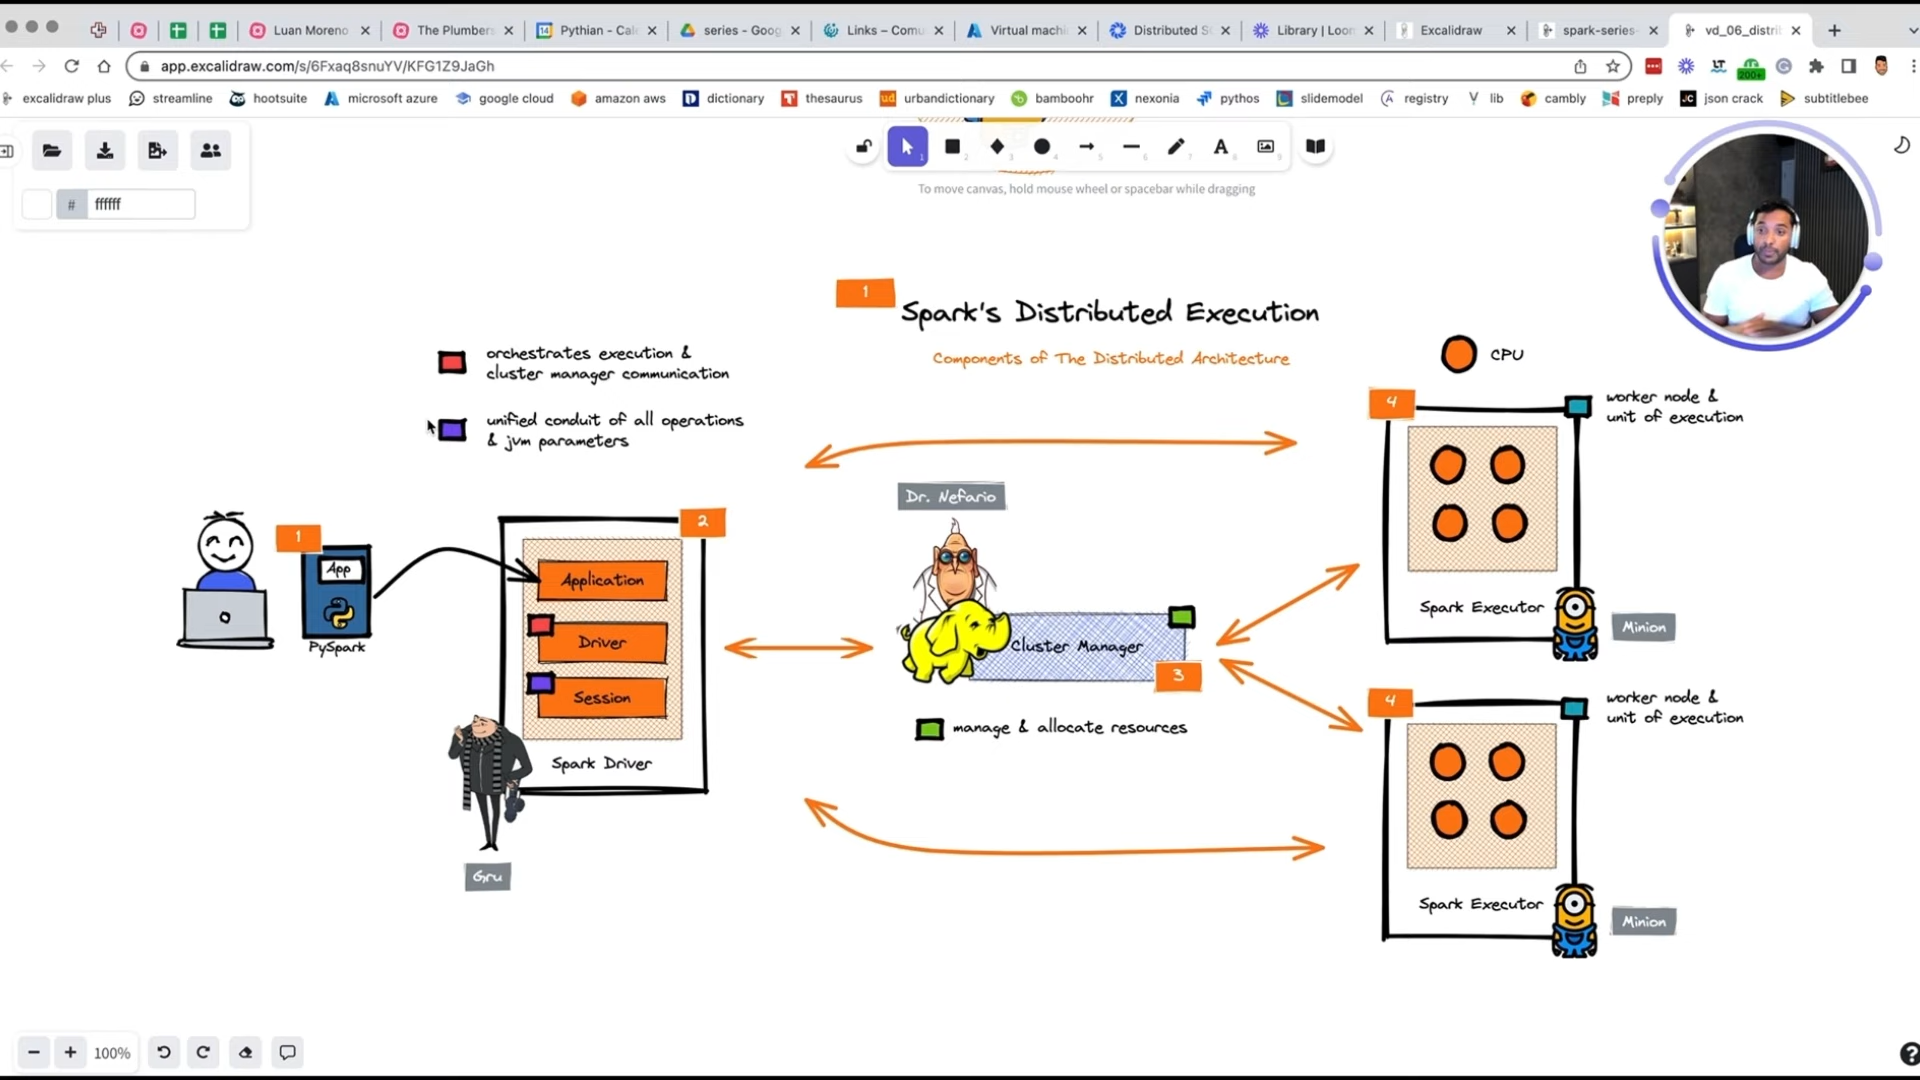 Luan Moreno
The Plumbers
Pythian - Cale
series - Goog
Links – Comu
Virtual machi
Distributed S
Library | Loom
Excalidraw
spark-series-
vd_06_distri
app.excalidraw.com/s/6Fxaq8snuYV/KFG1Z9JaGh
200+
excalidraw plus
streamline
hootsuite
microsoft azure
google cloud
amazon aws
dictionary
thesaurus
urbandictionary
bamboohr
nexonia
pythos
slidemodel
registry
lib
cambly
preply
json crack
subtitlebee
# ffffff
To move canvas, hold mouse wheel or spacebar while dragging
1
Spark's Distributed Execution
Components of The Distributed Architecture
orchestrates execution &
cluster manager communication
unified conduit of all operations
& jvm parameters
CPU
4
worker node &
unit of execution
Dr. Nefario
1
App
PySpark
2
Application
Driver
Session
Spark Driver
Gru
Cluster Manager
3
manage & allocate resources
Spark Executor
Minion
4
worker node &
unit of execution
Spark Executor
Minion
100%